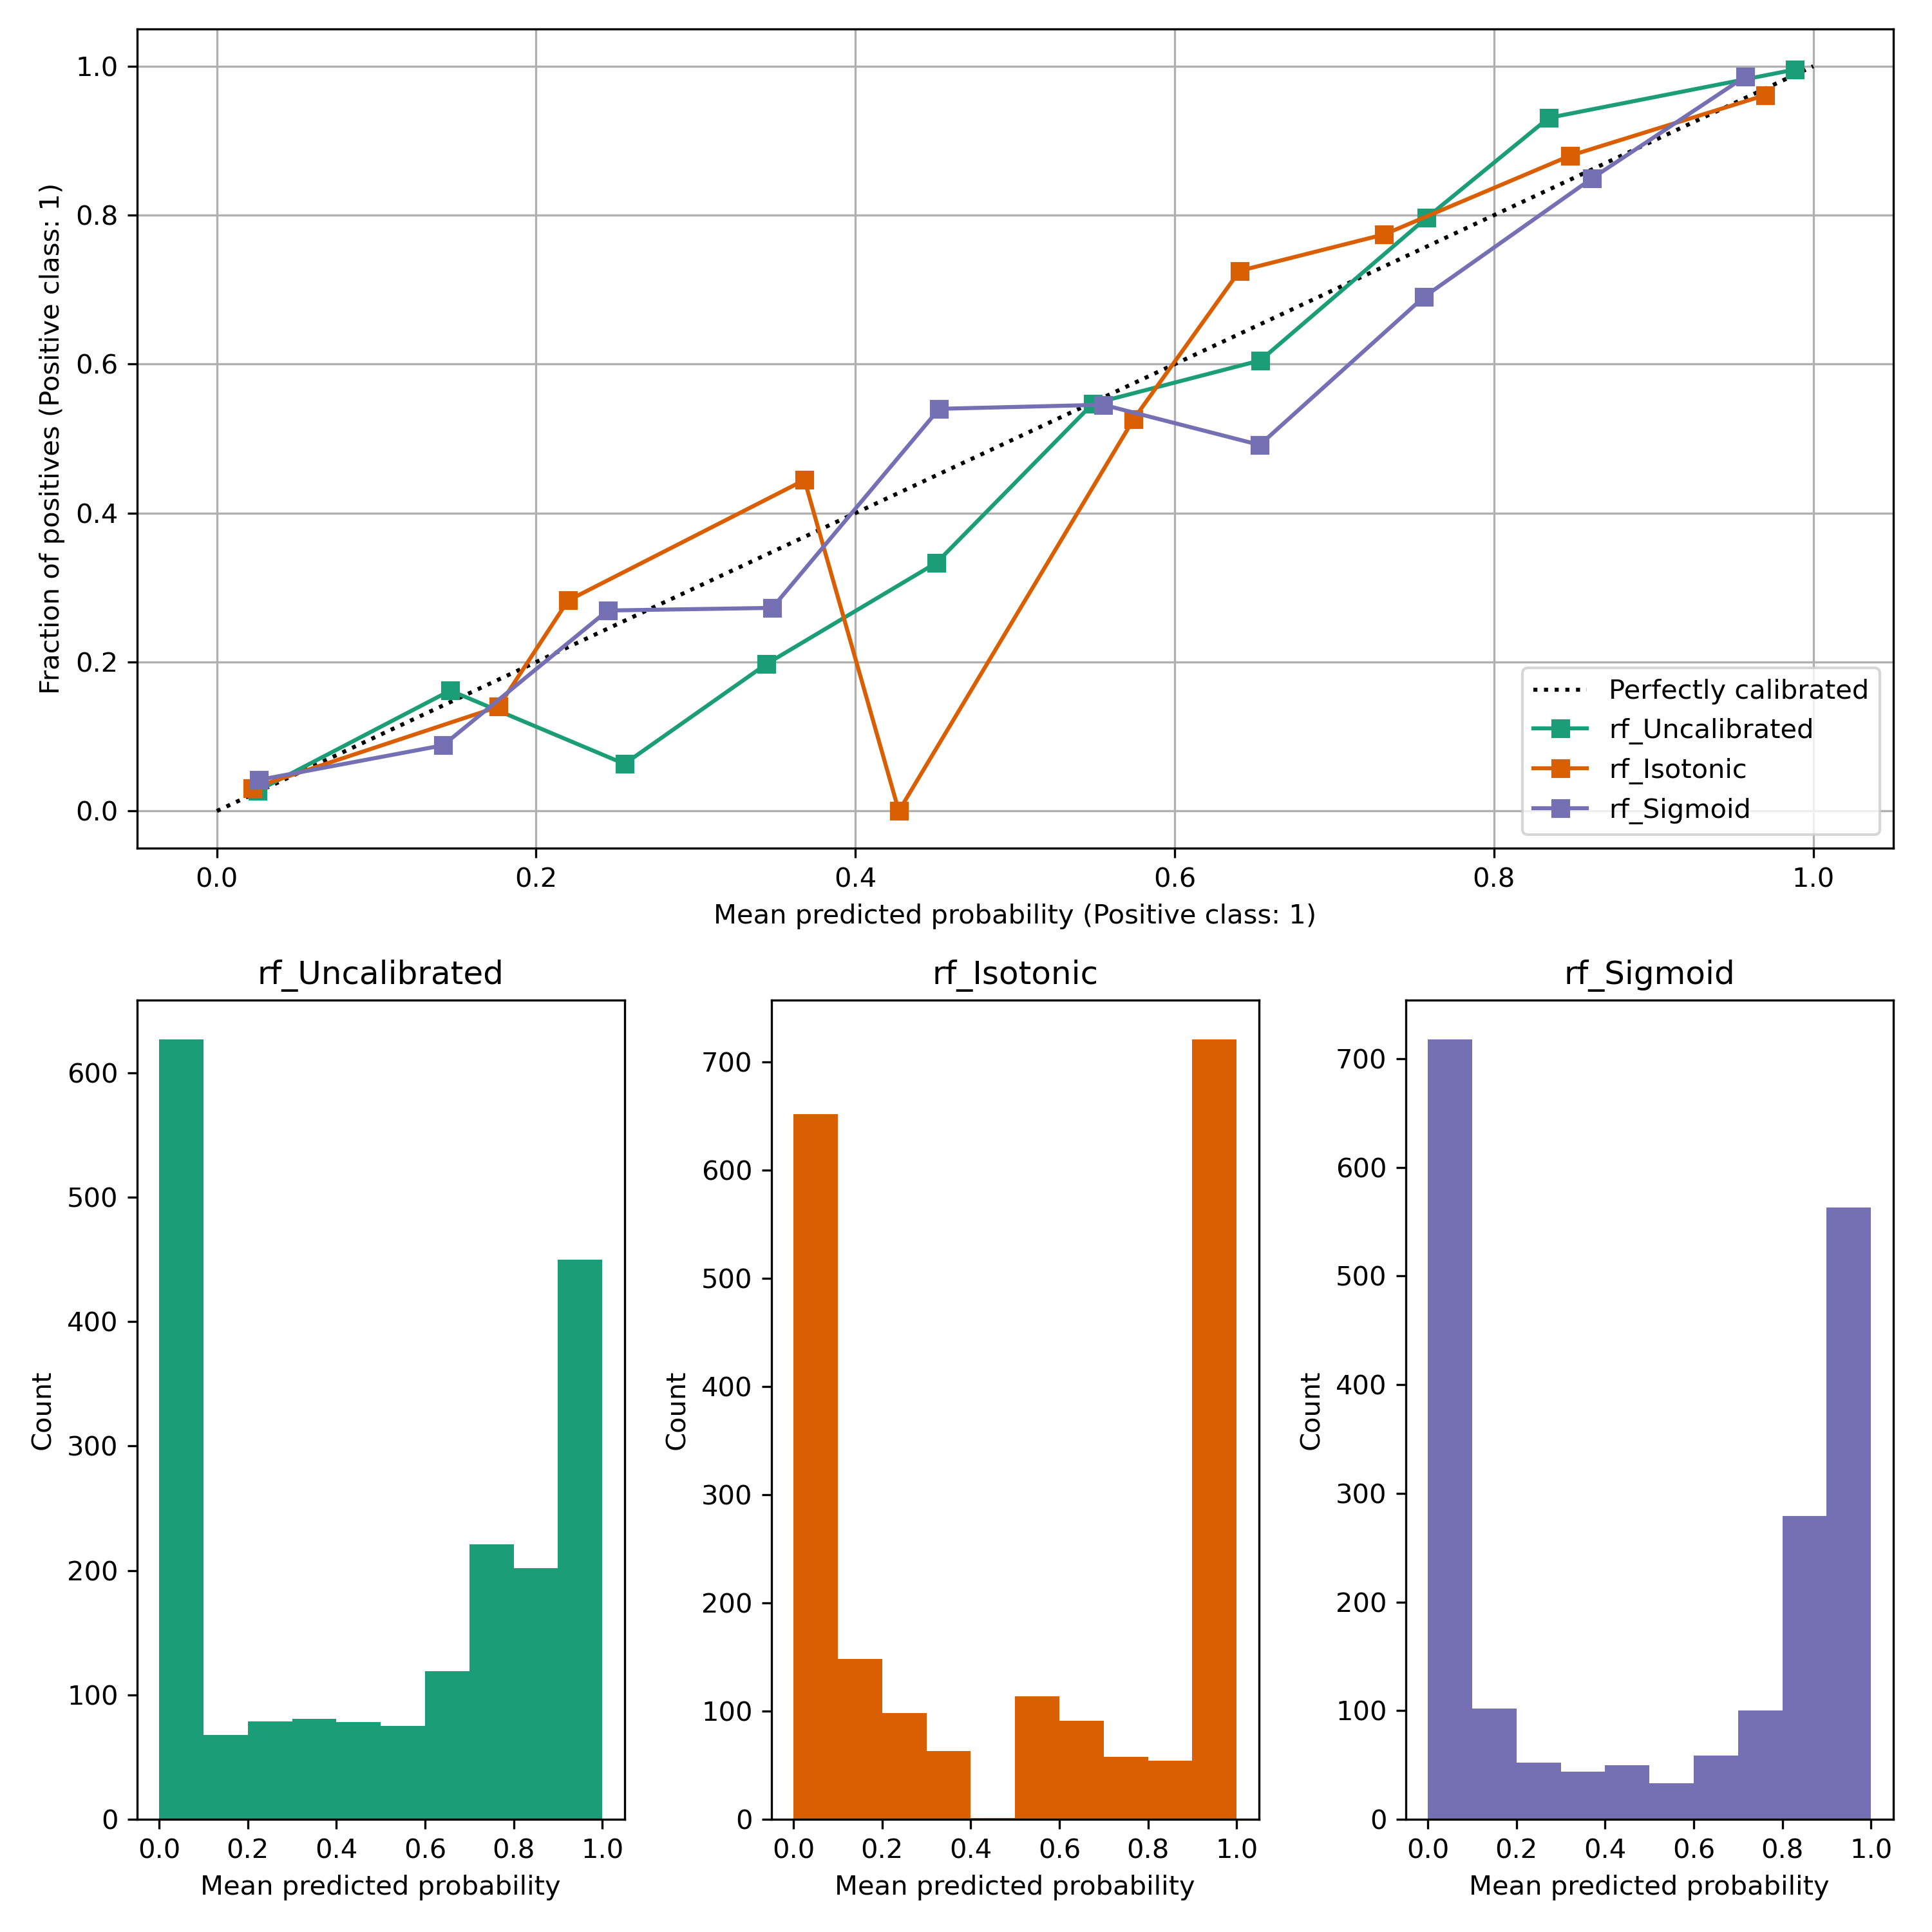 1.0
0.8
0.6
0.4
0.2
0.0
Fraction of positives (Positive class: 1)
0.0 0.2 0.4 0.6 0.8 1.0
Mean predicted probability (Positive class: 1)
Perfectly calibrated
rf_Uncalibrated
rf_Isotonic
rf_Sigmoid
rf_Uncalibrated
600
500
400
300
200
100
0
Count
0.0 0.2 0.4 0.6 0.8 1.0
Mean predicted probability
rf_Isotonic
700
600
500
400
300
200
100
0
Count
0.0 0.2 0.4 0.6 0.8 1.0
Mean predicted probability
rf_Sigmoid
700
600
500
400
300
200
100
0
Count
0.0 0.2 0.4 0.6 0.8 1.0
Mean predicted probability